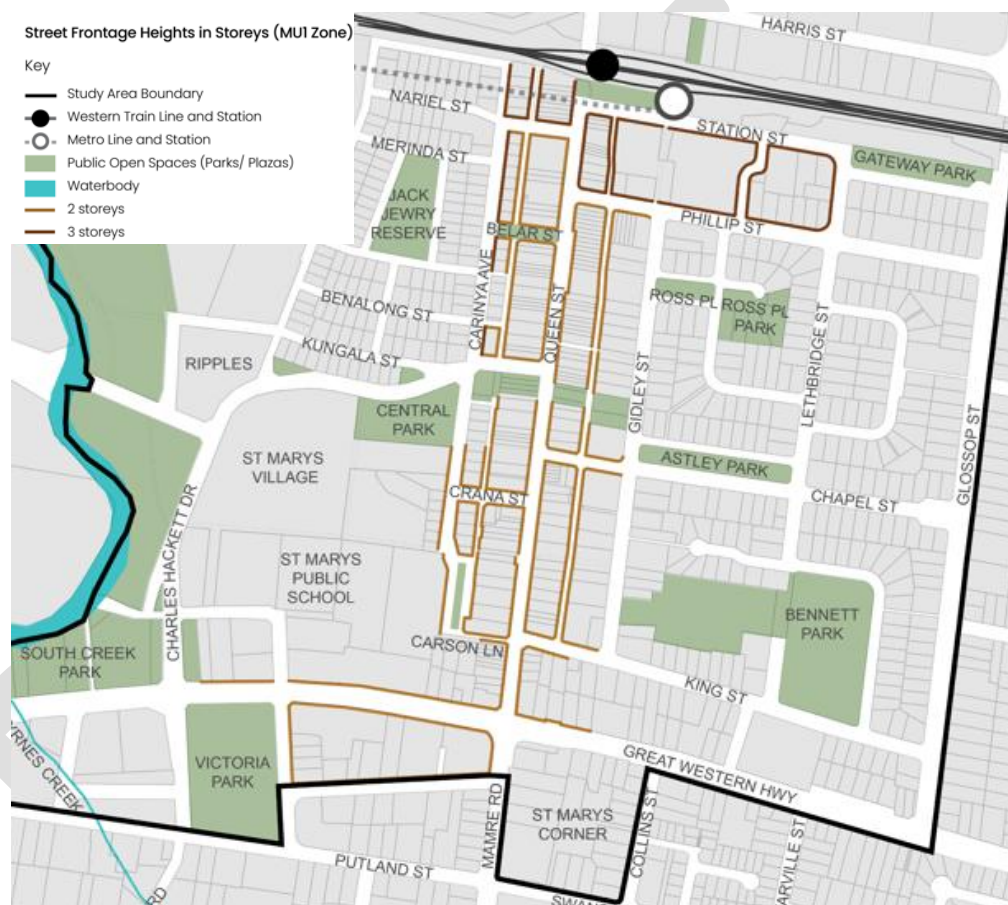 Street Frontage Heights in Storeys (MU1 Zone)
Key
Study Area Boundary
Western Train Line and Station
Metro Line and Station
Public Open Spaces (Parks/ Plazas)
Waterbody
2 storeys
3 storeys
HARRIS ST
NARIEL ST
STATION ST
MERINDA ST
GATEWAY PARK
JACK
JEWRY
RESERVE
PHILLIP ST
BELAR ST
CARINYA AVE
QUEEN ST
ROSS PL
ROSS PL
PARK
BENALONG ST
KUNGALA ST
RIPPLES
GIDLEY ST
LETHBRIDGE ST
GLOSSOP ST
CENTRAL
PARK
ST MARYS
VILLAGE
ASTLEY PARK
CRANA ST
CHAPEL ST
CHARLES HACKETT DR
ST MARYS
PUBLIC
SCHOOL
BENNETT
PARK
CARSON LN
SOUTH CREEK
PARK
KING ST
VICTORIA
PARK
GREAT WESTERN HWY
CREEK
MAMRE RD
ST MARYS
CORNER
COLLINS ST
PUTLAND ST
ST
RD